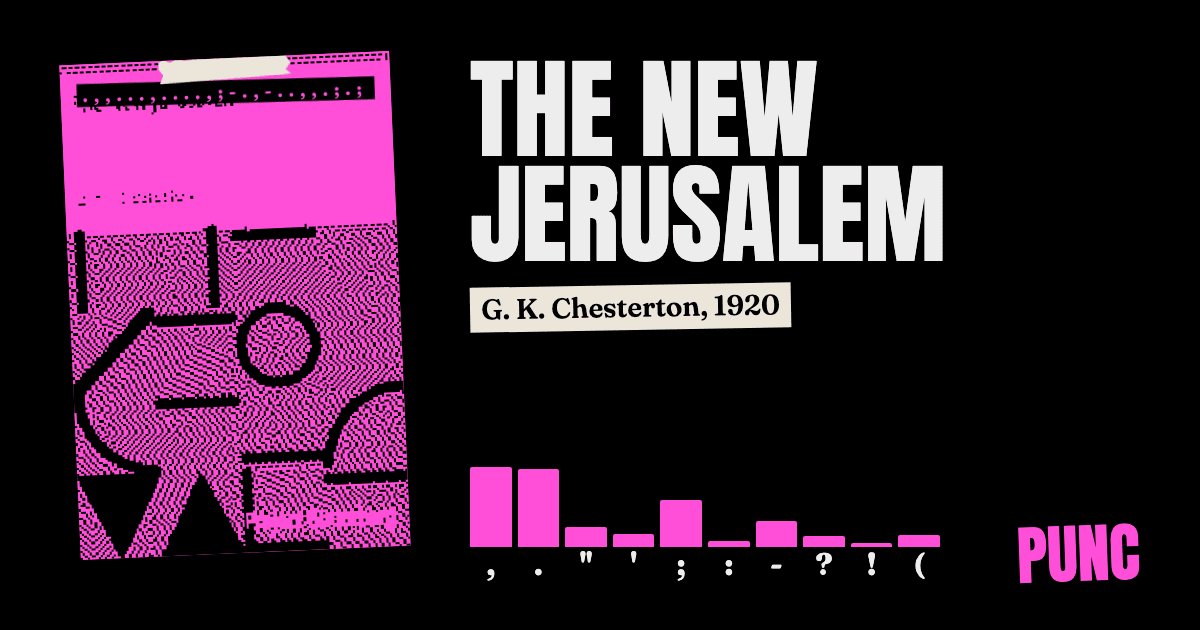 THE NEW
JERUSALEM
G. K. Chesterton, 1920
, . " ' ; : - ? ! (
PUNC